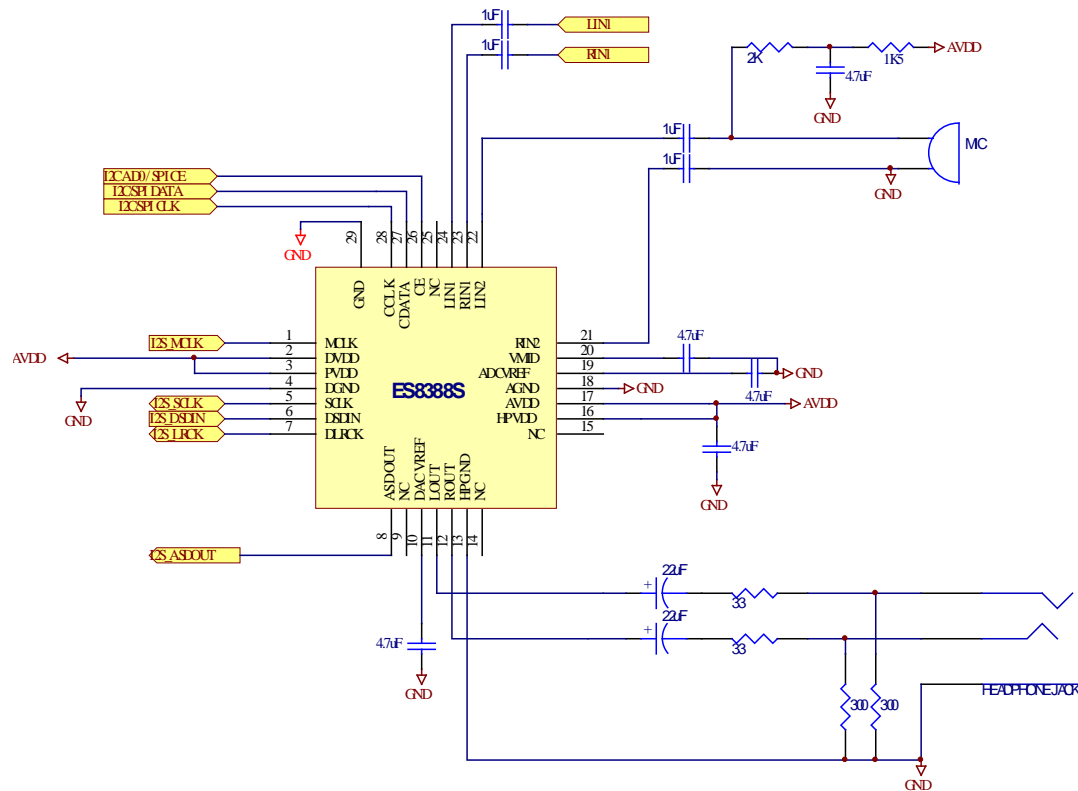 1uF
LIN1
1uF
RIN1
2K
1K5
AVDD
4.7uF
GND
1uF
MIC
1uF
GND
I2CAD0/SPICE
I2CSPIDATA
I2CSPICLK
GND
29
28
27
26
25
24
23
22
GND
CCLK
CDATA
CE
NC
LIN1
RIN1
LIN2
I2S_MCLK
1
MCLK
RIN2
21
AVDD
2
DVDD
VMID
20
4.7uF
3
PVDD
ADCVREF
19
GND
4
DGND
ES8388S
AGND
18
GND
4.7uF
GND
I2S_SCLK
5
SCLK
AVDD
17
AVDD
I2S_DSDIN
6
DSDIN
HPVDD
16
I2S_LRCK
7
DLRCK
NC
15
4.7uF
GND
ASDOUT
NC
DACVREF
LOUT
ROUT
HPGND
NC
8
9
10
11
12
13
14
I2S_ASDOUT
+
22uF
33
+
22uF
33
4.7uF
GND
300
300
HEADPHONE JACK
GND